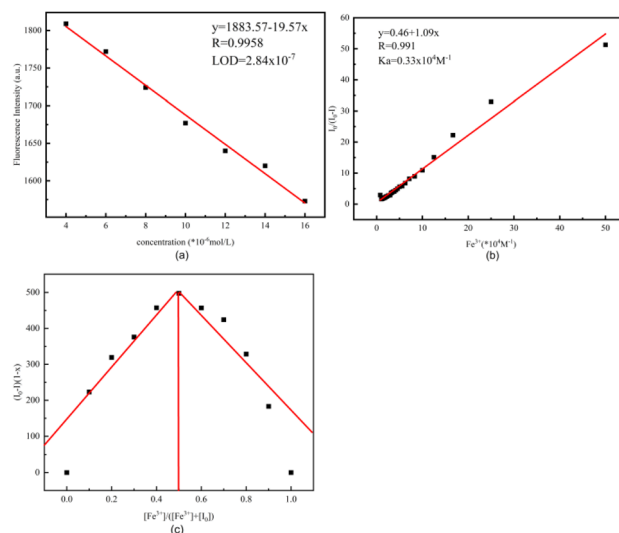 y=1883.57-19.57x
R=0.9958
LOD=2.84x10⁻⁷
1800
1750
1700
1650
1600
Fluorescence Intensity (a.u.)
4 6 8 10 12 14 16
concentration (*10⁻⁶mol/L)
(a)
y=0.46+1.09x
R=0.991
Ka=0.33x10⁴M⁻¹
60
50
40
30
20
10
0
I₀/(I₀-I)
0 10 20 30 40 50
Fe³⁺(*10⁴M⁻¹)
(b)
500
400
300
200
100
0
(I₀-I)(1-x)
0.0 0.2 0.4 0.6 0.8 1.0
[Fe³⁺]/([Fe³⁺]+[I₀])
(c)